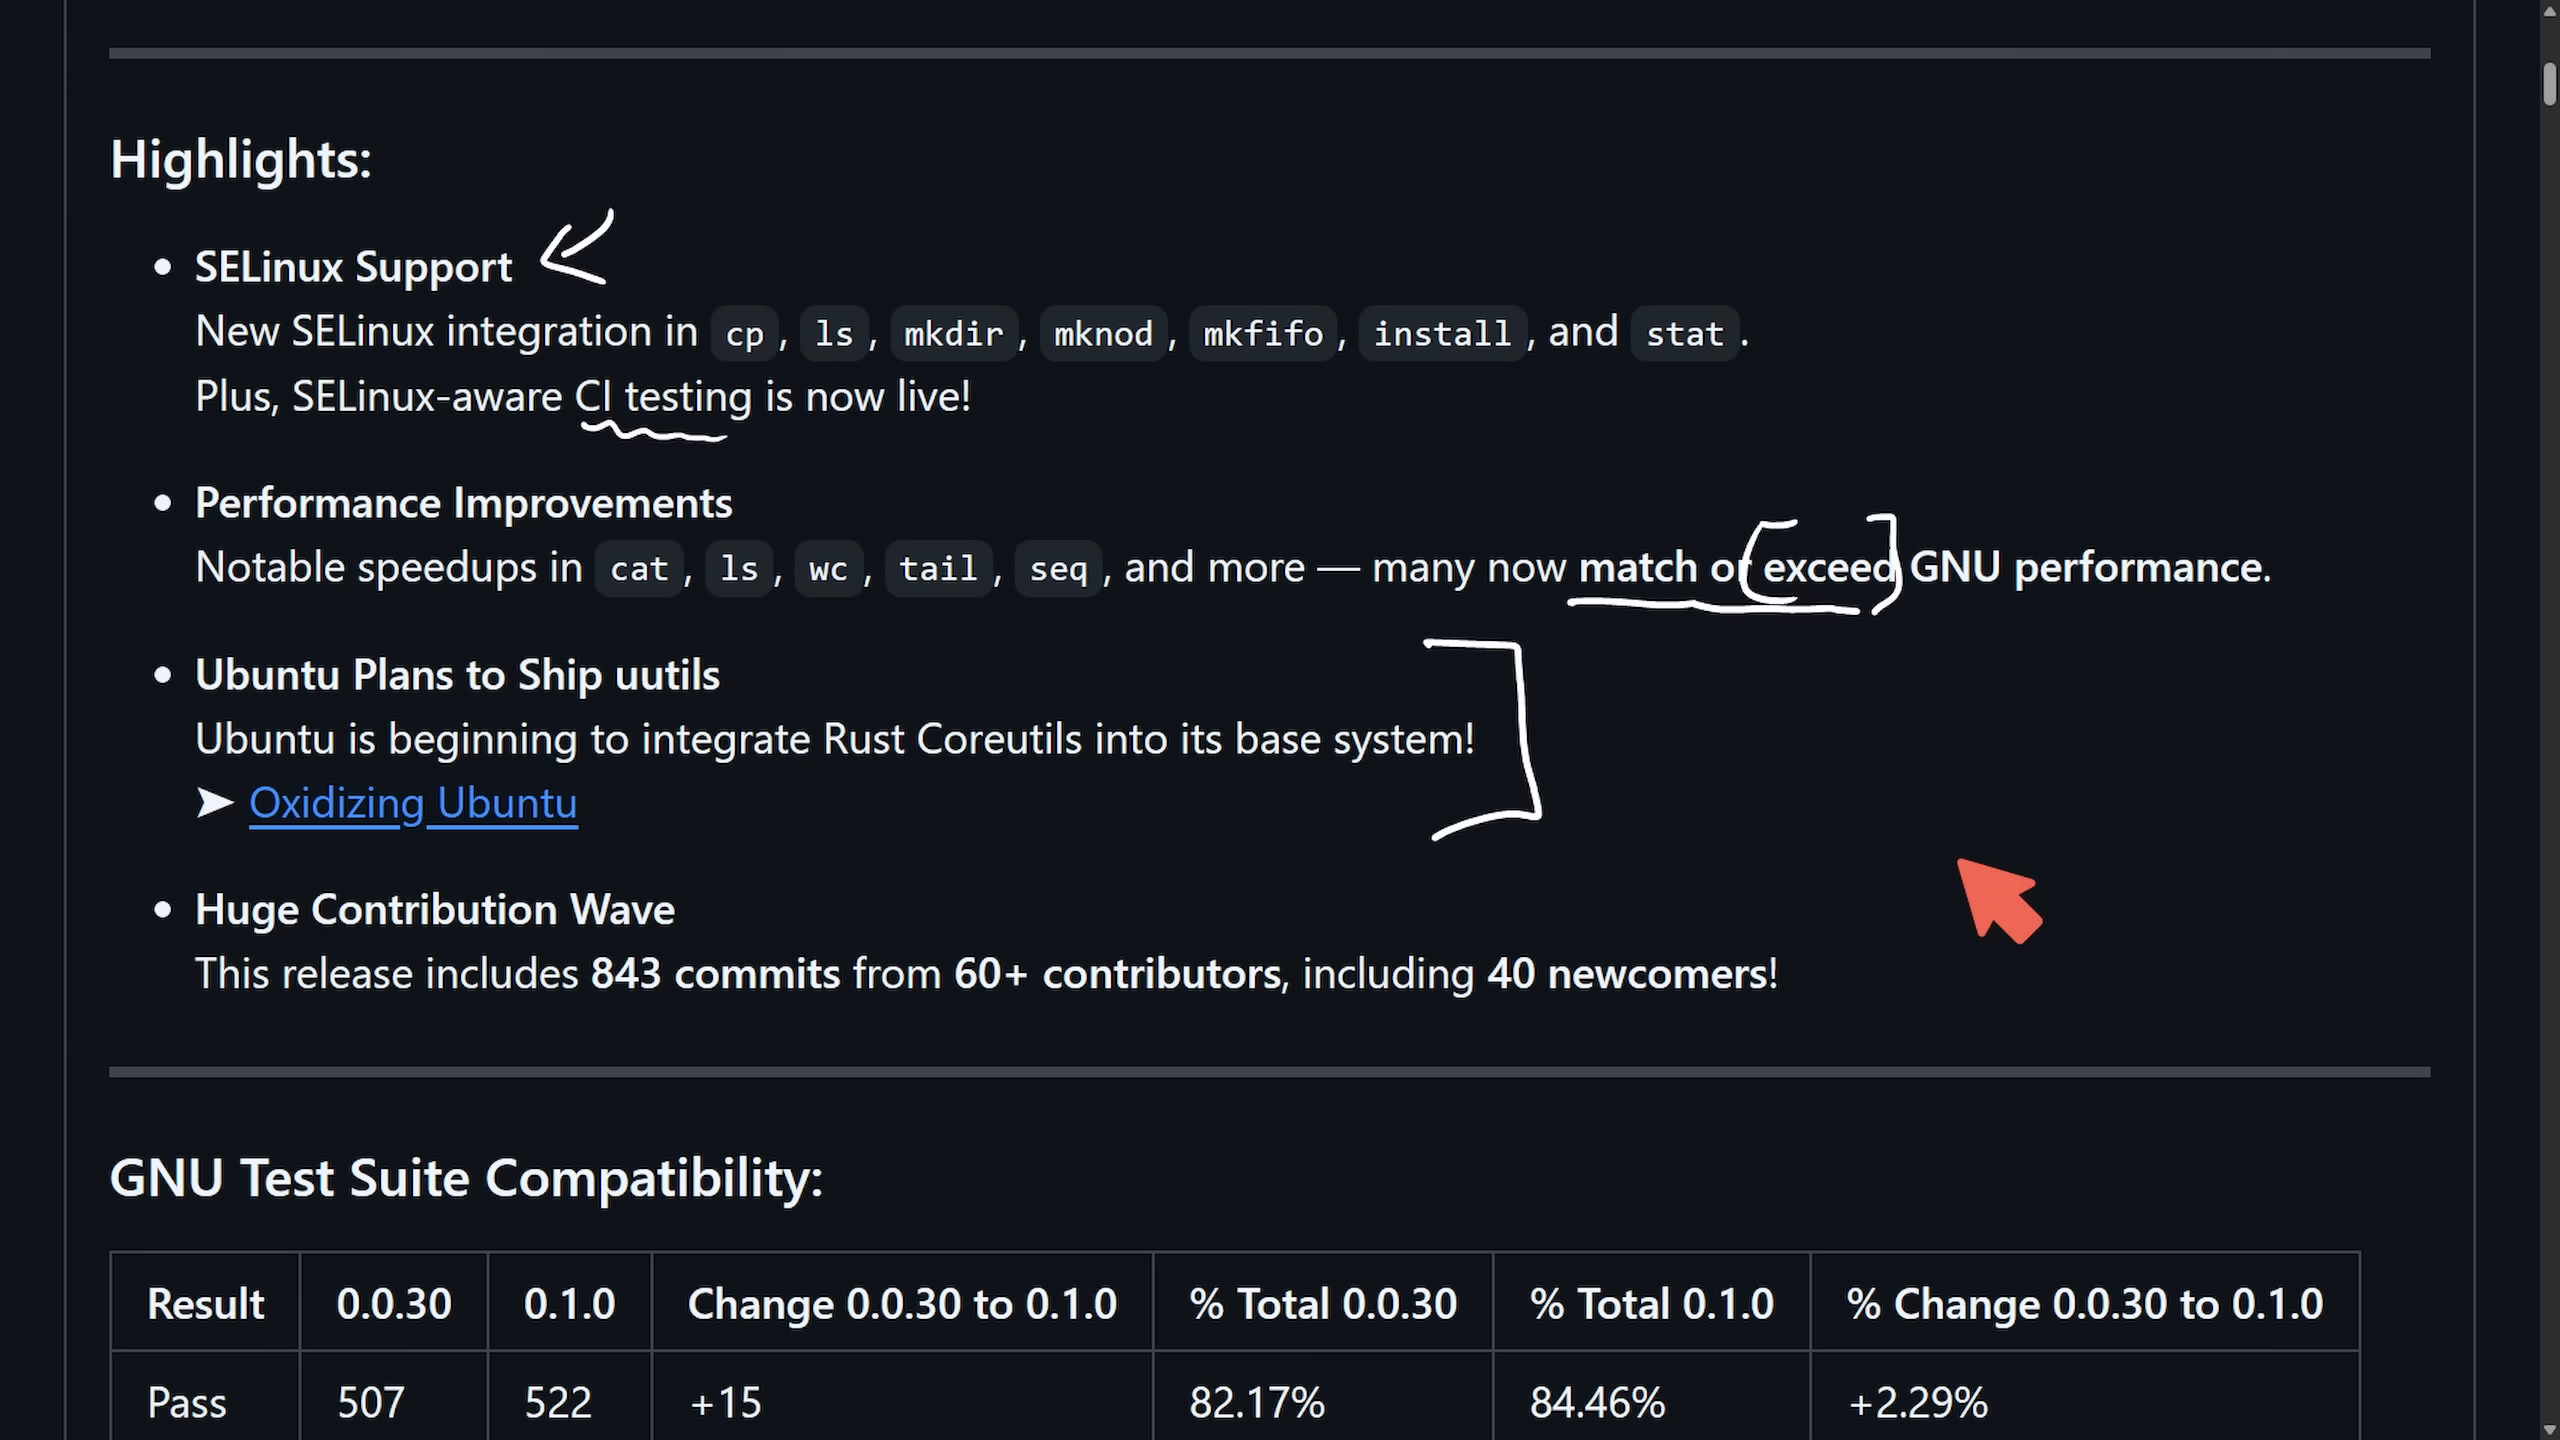 Highlights:
• SELinux Support
New SELinux integration in cp, ls, mkdir, mknod, mkfifo, install, and stat.
Plus, SELinux-aware CI testing is now live!
• Performance Improvements
Notable speedups in cat, ls, wc, tail, seq, and more — many now match or exceed GNU performance.
• Ubuntu Plans to Ship uutils
Ubuntu is beginning to integrate Rust Coreutils into its base system!
➤ Oxidizing Ubuntu
• Huge Contribution Wave
This release includes 843 commits from 60+ contributors, including 40 newcomers!
GNU Test Suite Compatibility:
Result 0.0.30 0.1.0 Change 0.0.30 to 0.1.0 % Total 0.0.30 % Total 0.1.0 % Change 0.0.30 to 0.1.0
Pass 507 522 +15 82.17% 84.46% +2.29%